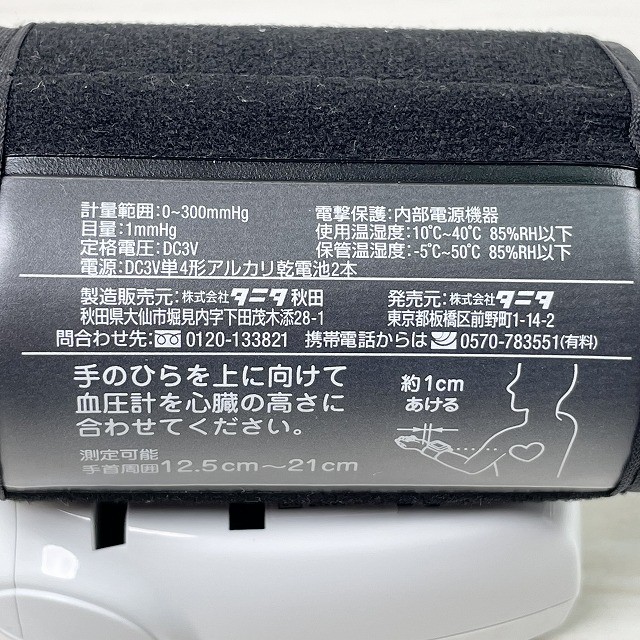 計量範囲:0~300mmHg
目量:1mmHg
定格電圧:DC3V
電源:DC3V単4形アルカリ乾電池2本
電撃保護:内部電源機器
使用温湿度:10℃~40℃ 85%RH以下
保管温湿度:-5℃~50℃ 85%RH以下
製造販売元:株式会社タニタ秋田
秋田県大仙市堀見内字下田茂木添28-1
発売元:株式会社タニタ
東京都板橋区前野町1-14-2
問合わせ先:0120-133821 携帯電話からは0570-783551(有料)
手のひらを上に向けて
血圧計を心臓の高さに
合わせてください。
測定可能
手首周囲12.5cm〜21cm
約1cm
あける